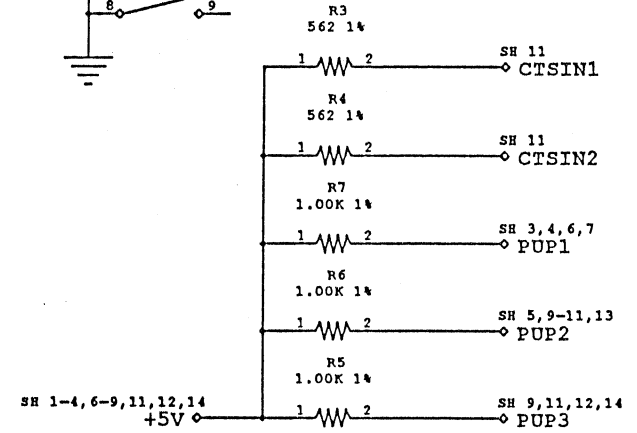 8 9
R3
562 1%
1 2
SH 11
CTSIN1
R4
562 1%
1 2
SH 11
CTSIN2
R7
1.00K 1%
1 2
SH 3,4,6,7
PUP1
R6
1.00K 1%
1 2
SH 5,9-11,13
PUP2
R5
1.00K 1%
SH 1-4,6-9,11,12,14
+5V
1 2
SH 9,11,12,14
PUP3